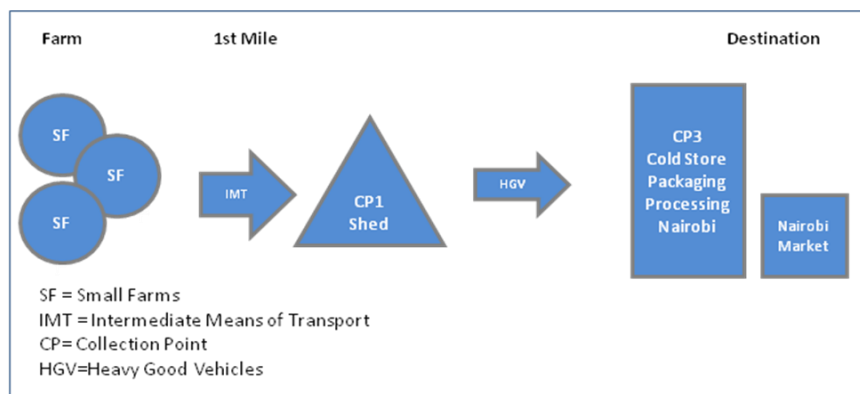 Farm 1st Mile Destination
SF
SF
SF
IMT
CP1
Shed
HGV
CP3
Cold Store
Packaging
Processing
Nairobi
Nairobi
Market
SF = Small Farms
IMT =Intermediate Means of Transport
CP= Collection Point
HGV=Heavy Good Vehicles